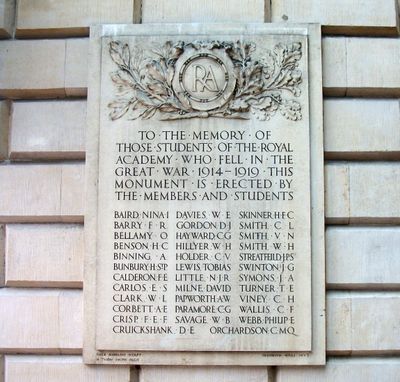 RA
TO · THE · MEMORY · OF
THOSE · STUDENTS · OF · THE · ROYAL
ACADEMY · WHO · FELL · IN · THE
GREAT · WAR · 1914–1919 · THIS
MONUMENT · IS · ERECTED · BY
THE · MEMBERS · AND · STUDENTS
BAIRD, NINA·I DAVIES, W·E SKINNER, H·F·C
BARRY, F·R GORDON, D·J SMITH, C·L
BELLAMY, O HAYWARD, C·G SMITH, V·N
BENSON, H·C HILLYER, W·H SMITH, W·H
BINNING, A HOLDER, C·V STREATFEILD, J·P·S
BUNBURY, H·ST·P LEWIS, TOBIAS SWINTON, J·G
CALDERON, F·E LITTLE, N·J·R SYMONS, J·A
CARLOS, E·S MILNE, DAVID TURNER, T·E
CLARK, W·L PAPWORTH, A·W VINEY, C·H
CORBETT, A·E PARAMORE, C·G WALLIS, C·F
CRISP, F·E·F SAVAGE, W·B WEBB, PHILIP·E
CRUICKSHANK, D·E ORCHARDSON, C·M·Q